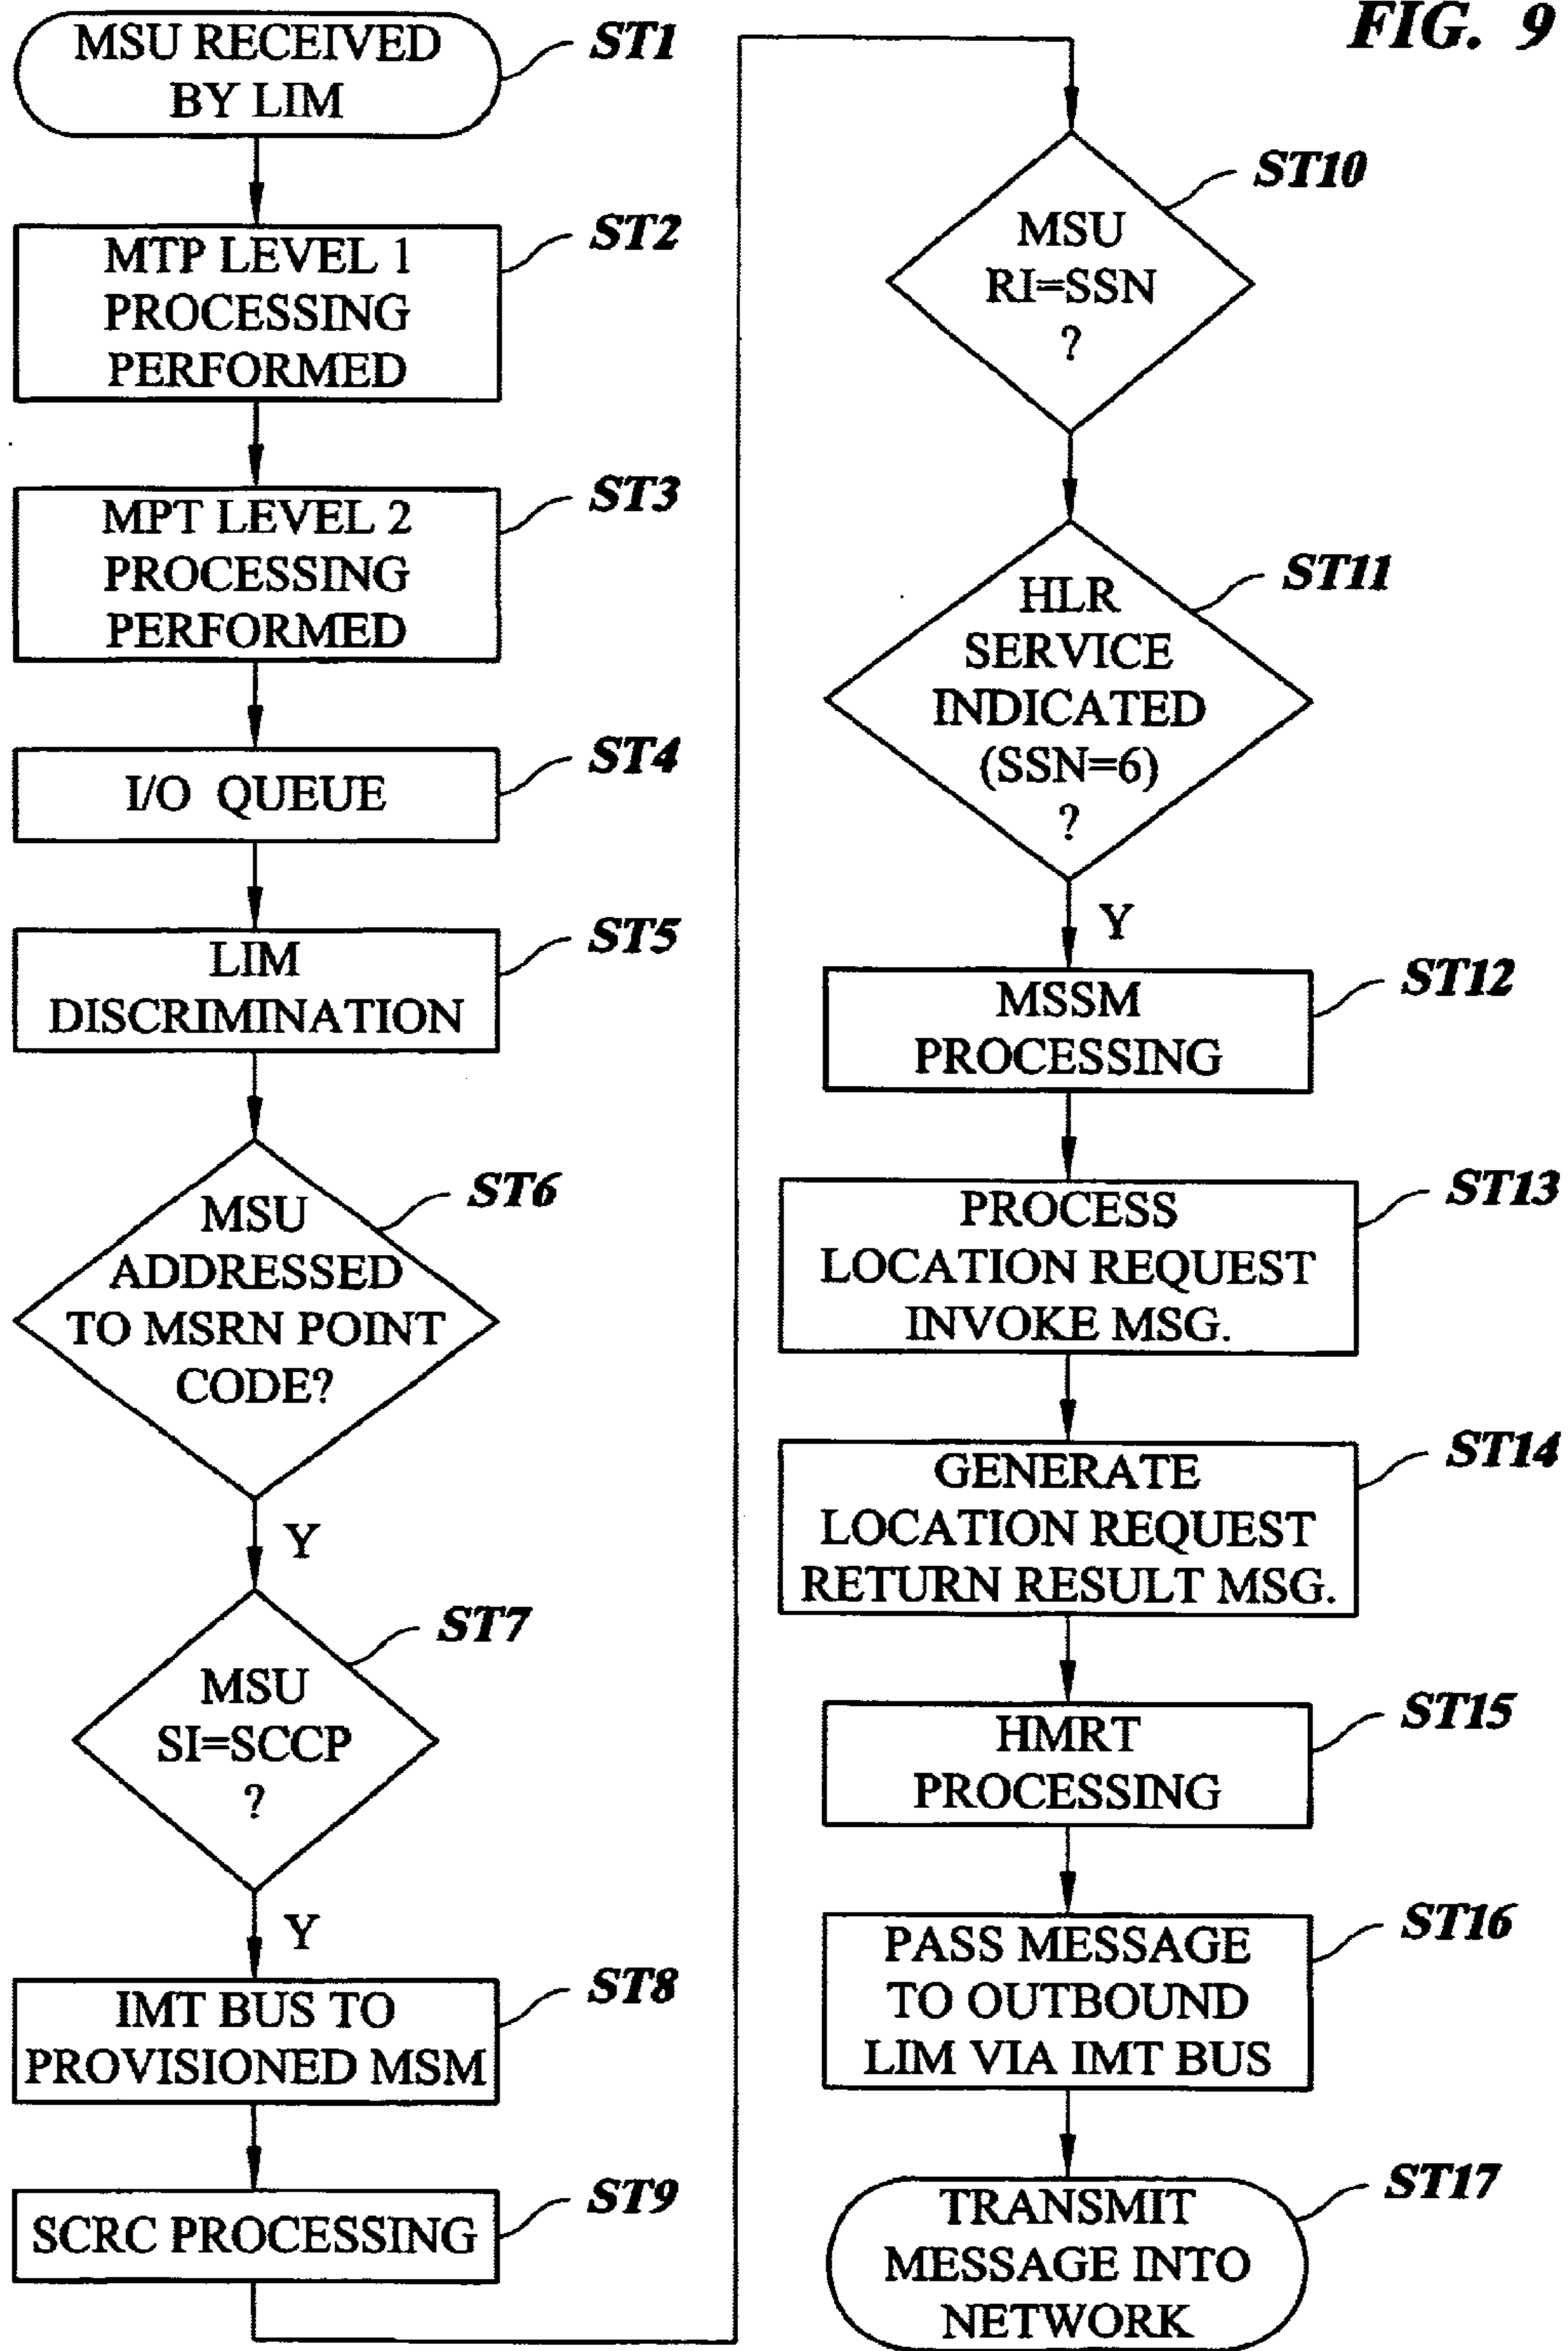 FIG. 9
MSU RECEIVED
BY LIM
ST1
MTP LEVEL 1
PROCESSING
PERFORMED
ST2
MPT LEVEL 2
PROCESSING
PERFORMED
ST3
I/O QUEUE
ST4
LIM
DISCRIMINATION
ST5
MSU
ADDRESSED
TO MSRN POINT
CODE?
ST6
Y
MSU
SI=SCCP
?
ST7
Y
IMT BUS TO
PROVISIONED MSM
ST8
SCRC PROCESSING
ST9
MSU
RI=SSN
?
ST10
HLR
SERVICE
INDICATED
(SSN=6)
?
ST11
Y
MSSM
PROCESSING
ST12
PROCESS
LOCATION REQUEST
INVOKE MSG.
ST13
GENERATE
LOCATION REQUEST
RETURN RESULT MSG.
ST14
HMRT
PROCESSING
ST15
PASS MESSAGE
TO OUTBOUND
LIM VIA IMT BUS
ST16
TRANSMIT
MESSAGE INTO
NETWORK
ST17